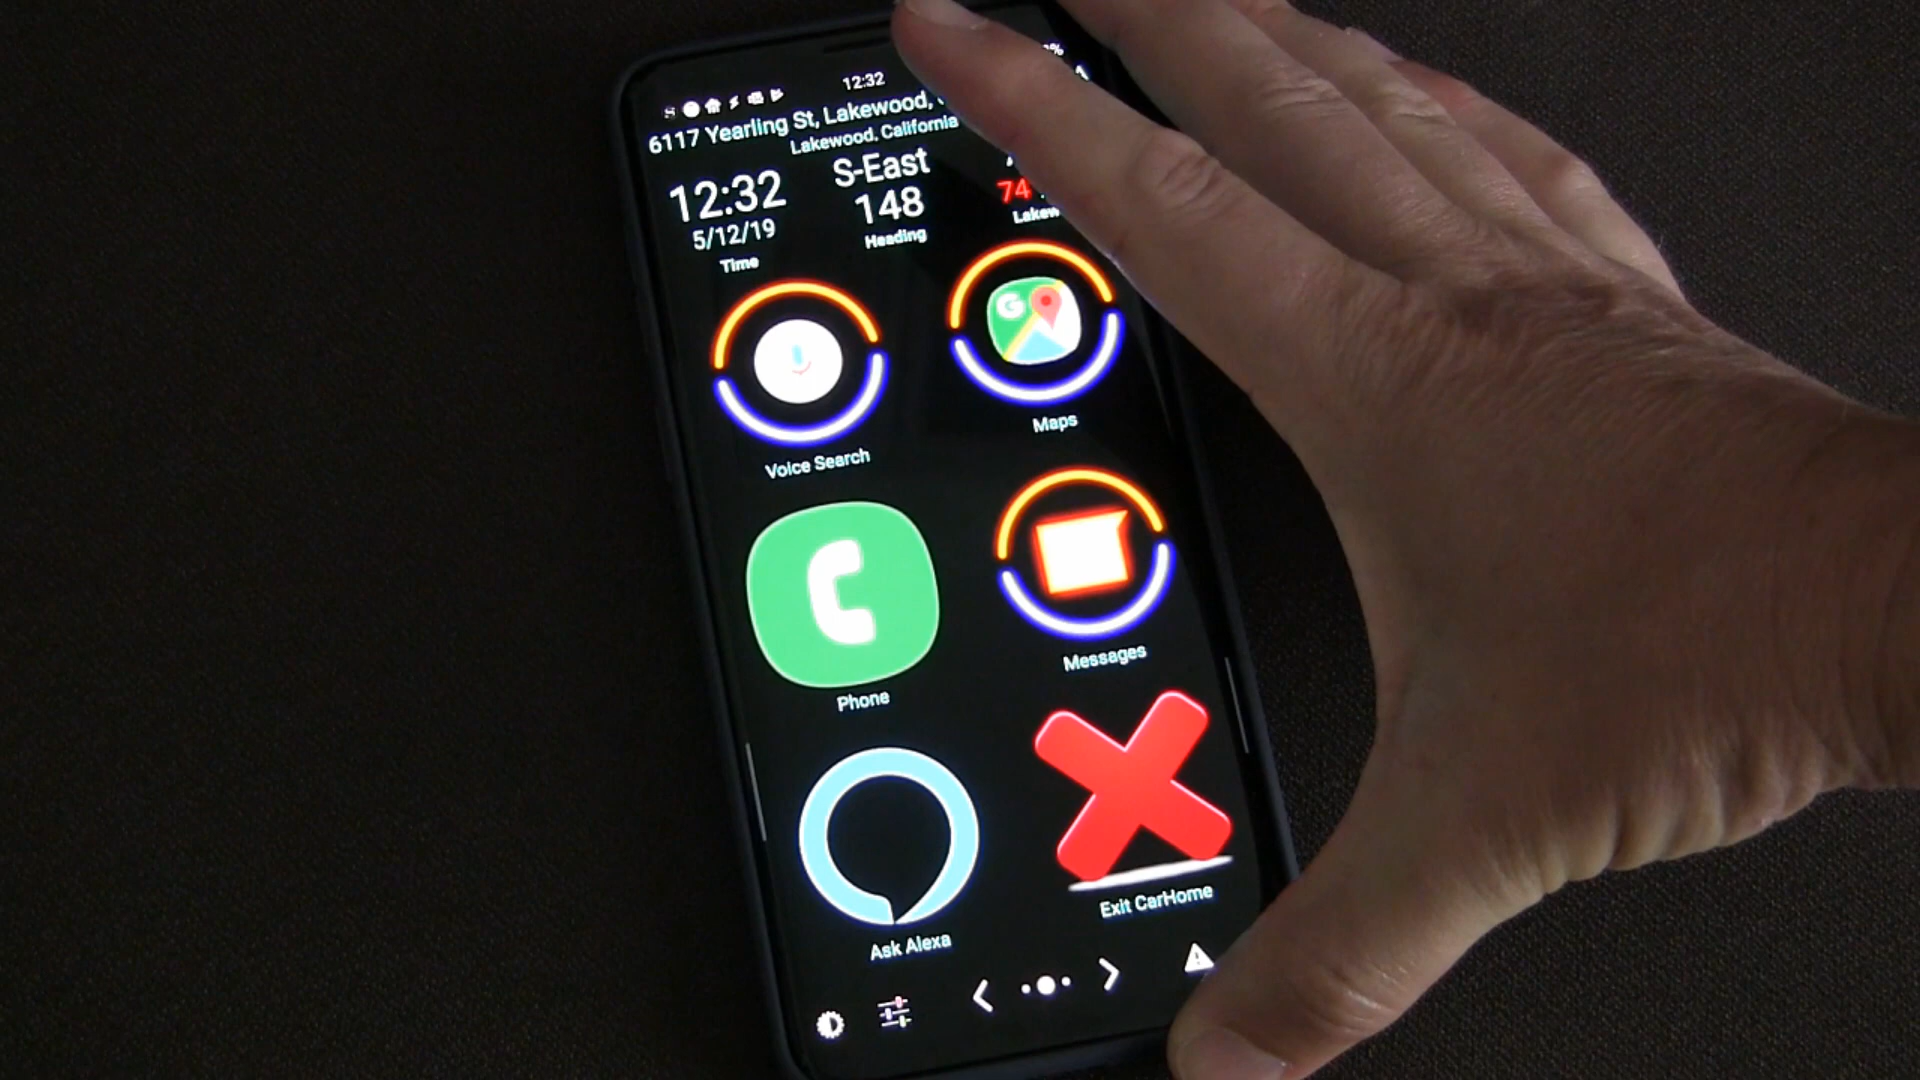 12:32
6117 Yearling St, Lakewood,
Lakewood, California
12:32
5/12/19
Time
S-East
148
Heading
74
Voice Search
G
Maps
Phone
Messages
Ask Alexa
Exit CarHome